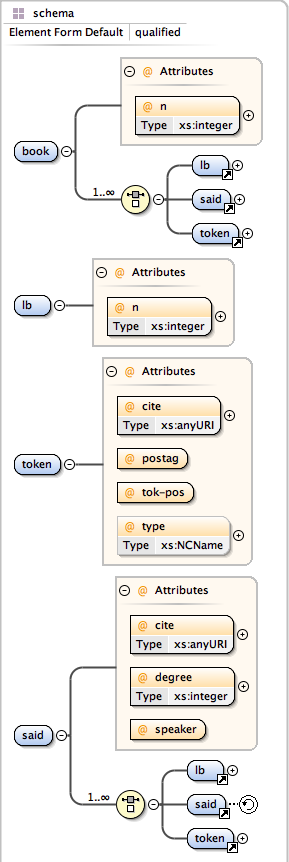 schema
Element Form Default qualified
@ Attributes
@ n
Type xs:integer
book
1..∞
lb
said
token
@ Attributes
@ n
Type xs:integer
lb
@ Attributes
@ cite
Type xs:anyURI
@ postag
token
@ tok-pos
@ type
Type xs:NCName
@ Attributes
@ cite
Type xs:anyURI
@ degree
Type xs:integer
@ speaker
said
lb
1..∞
said
token